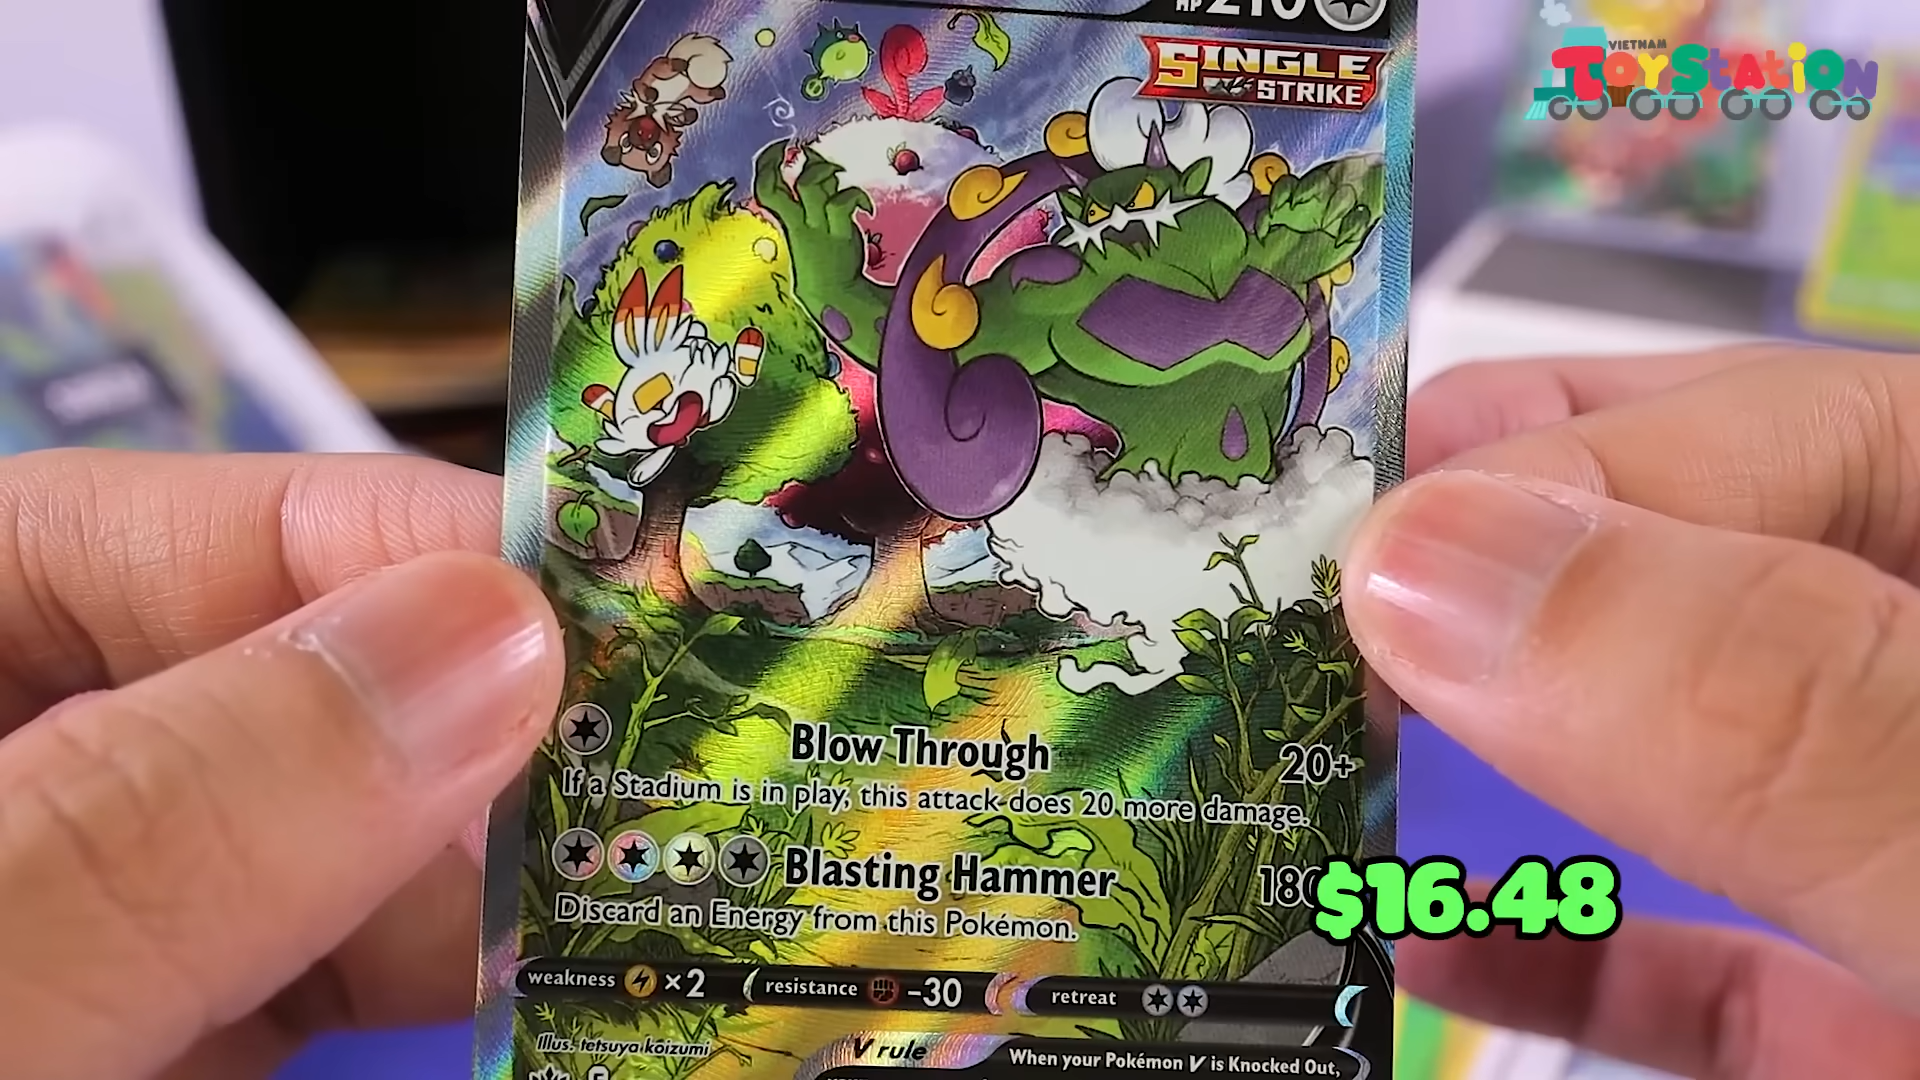 HP 210
SINGLE
STRIKE
VIETNAM
TOYSTATION
Blow Through 20+
If a Stadium is in play, this attack does 20 more damage.
Blasting Hammer 180
$16.48
Discard an Energy from this Pokémon.
weakness ×2 resistance -30 retreat
Illus. tetsuya koizumi
V rule
When your Pokémon V is Knocked Out,